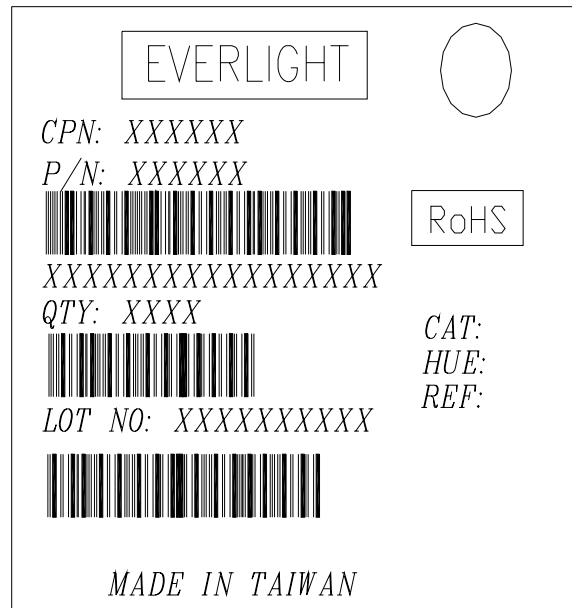 EVERLIGHT
CPN: XXXXXX
P/N: XXXXXX
RoHS
XXXXXXXXXXXXXXXXX
QTY: XXXX
CAT:
HUE:
REF:
LOT NO: XXXXXXXXXX
MADE IN TAIWAN